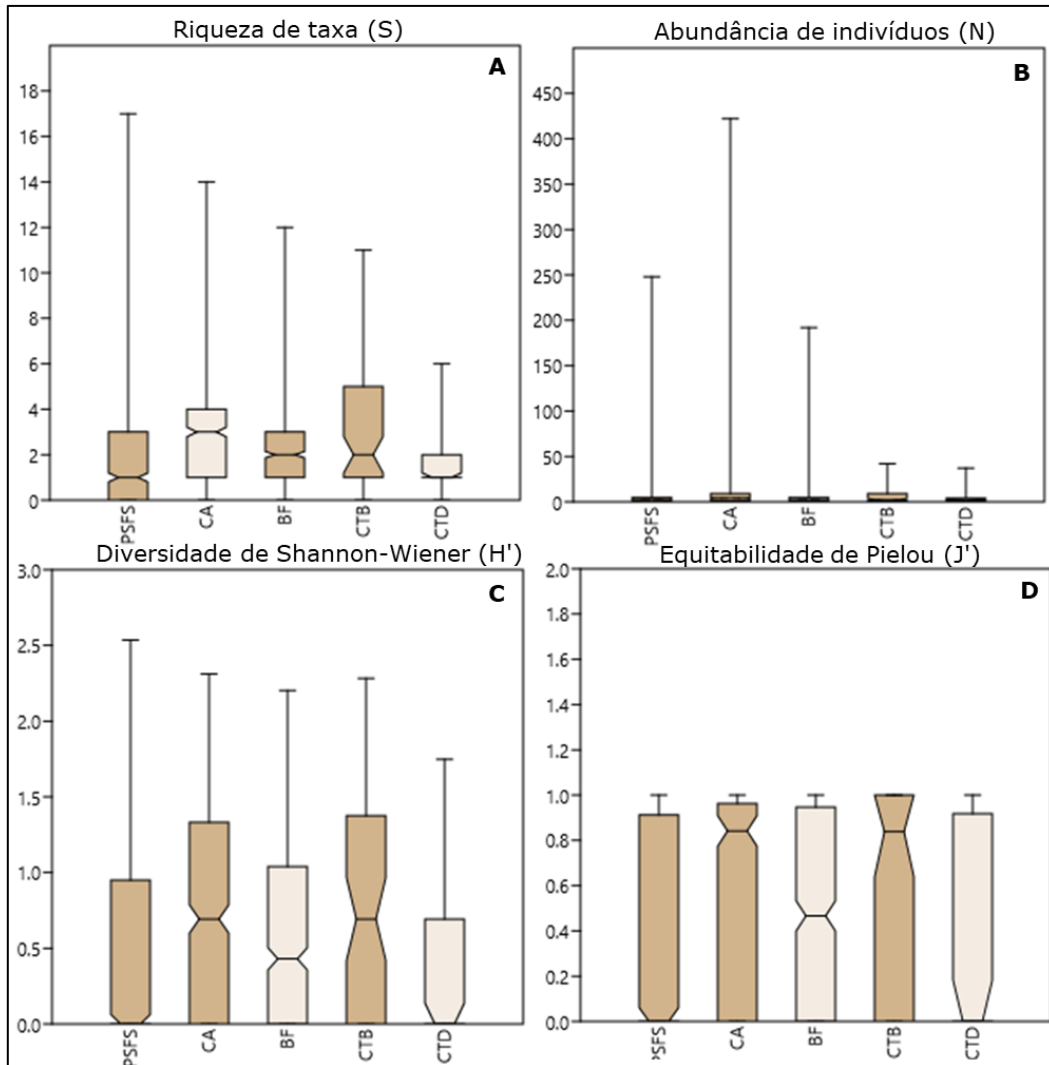 Riqueza de taxa (S)
A
18
16
14
12
10
8
6
4
2
0
PSFS
CA
BF
CTB
CTD
Abundância de indivíduos (N)
B
450
400
350
300
250
200
150
100
50
0
PSFS
CA
BF
CTB
CTD
Diversidade de Shannon-Wiener (H')
C
3.0
2.5
2.0
1.5
1.0
0.5
0.0
PSFS
CA
BF
CTB
CTD
Equitabilidade de Pielou (J')
D
2.0
1.8
1.6
1.4
1.2
1.0
0.8
0.6
0.4
0.2
0.0
PSFS
CA
BF
CTB
CTD